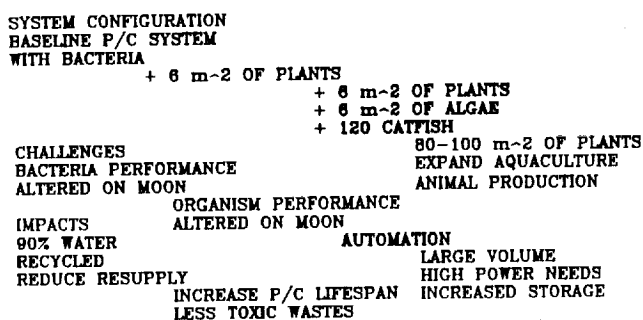 SYSTEM CONFIGURATION
BASELINE P/C SYSTEM
WITH BACTERIA
+ 6 m~2 OF PLANTS
+ 6 m~2 OF PLANTS
+ 6 m~2 OF ALGAE
+ 120 CATFISH
80-100 m~2 OF PLANTS
CHALLENGES
EXPAND AQUACULTURE
BACTERIA PERFORMANCE
ANIMAL PRODUCTION
ALTERED ON MOON
ORGANISM PERFORMANCE
IMPACTS ALTERED ON MOON
90% WATER AUTOMATION
RECYCLED LARGE VOLUME
REDUCE RESUPPLY HIGH POWER NEEDS
INCREASE P/C LIFESPAN INCREASED STORAGE
LESS TOXIC WASTES